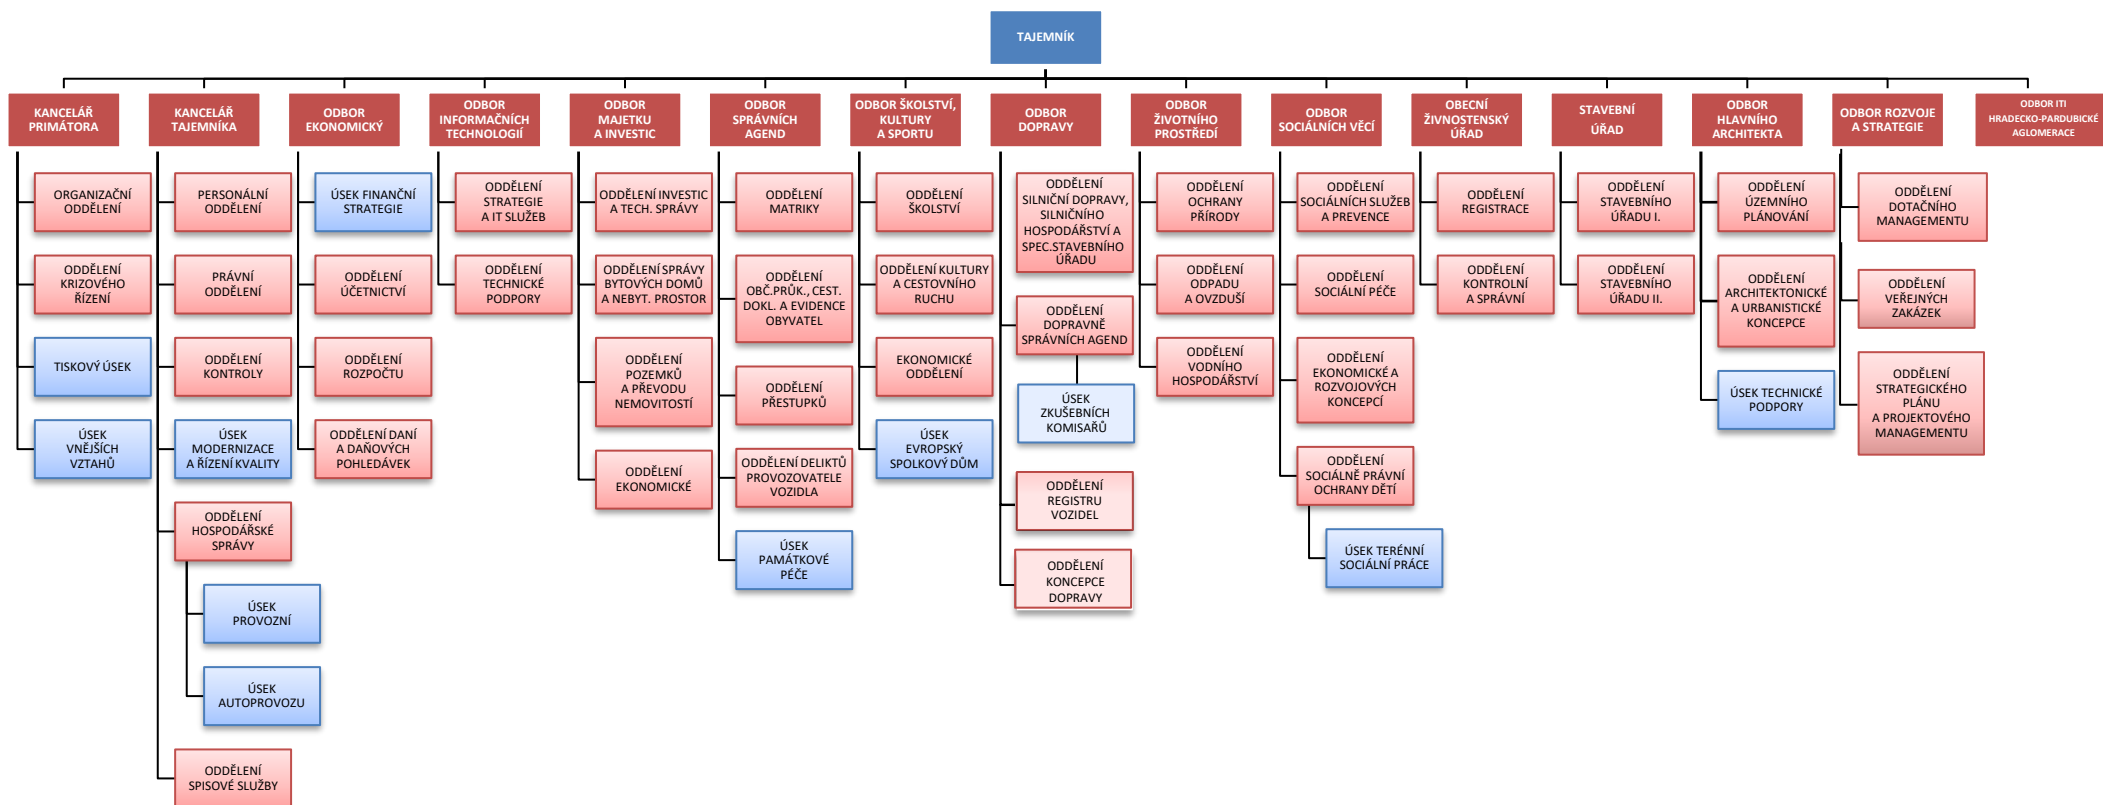 TAJEMNÍK
KANCELÁŘ
PRIMÁTORA
ORGANIZAČNÍ
ODDĚLENÍ
ODDĚLENÍ
KRIZOVÉHO
ŘÍZENÍ
TISKOVÝ ÚSEK
ÚSEK
VNĚJŠÍCH
VZTAHŮ
KANCELÁŘ
TAJEMNÍKA
PERSONÁLNÍ
ODDĚLENÍ
PRÁVNÍ
ODDĚLENÍ
ODDĚLENÍ
KONTROLY
ÚSEK
MODERNIZACE
A ŘÍZENÍ KVALITY
ODDĚLENÍ
HOSPODÁŘSKÉ
SPRÁVY
ÚSEK
PROVOZNÍ
ÚSEK
AUTOPROVOZU
ODDĚLENÍ
SPISOVÉ SLUŽBY
ODBOR
EKONOMICKÝ
ÚSEK FINANČNÍ
STRATEGIE
ODDĚLENÍ
ÚČETNICTVÍ
ODDĚLENÍ
ROZPOČTU
ODDĚLENÍ DANÍ
A DAŇOVÝCH
POHLEDÁVEK
ODBOR
INFORMAČNÍCH
TECHNOLOGIÍ
ODDĚLENÍ
STRATEGIE
A IT SLUŽEB
ODDĚLENÍ
TECHNICKÉ
PODPORY
ODBOR
MAJETKU
A INVESTIC
ODDĚLENÍ INVESTIC
A TECH. SPRÁVY
ODDĚLENÍ SPRÁVY
BYTOVÝCH DOMŮ
A NEBYT. PROSTOR
ODDĚLENÍ
POZEMKŮ
A PŘEVODU
NEMOVITOSTÍ
ODDĚLENÍ
EKONOMICKÉ
ODBOR
SPRÁVNÍCH
AGEND
ODDĚLENÍ
MATRIKY
ODDĚLENÍ
OBČ.PRŮK., CEST.
DOKL. A EVIDENCE
OBYVATEL
ODDĚLENÍ
PŘESTUPKŮ
ODDĚLENÍ DELIKTŮ
PROVOZOVATELE
VOZIDLA
ÚSEK
PAMÁTKOVÉ
PÉČE
ODBOR ŠKOLSTVÍ,
KULTURY
A SPORTU
ODDĚLENÍ
ŠKOLSTVÍ
ODDĚLENÍ KULTURY
A CESTOVNÍHO
RUCHU
EKONOMICKÉ
ODDĚLENÍ
ÚSEK
EVROPSKÝ
SPOLKOVÝ DŮM
ODBOR
DOPRAVY
ODDĚLENÍ
SILNIČNÍ DOPRAVY,
SILNIČNÍHO
HOSPODÁŘSTVÍ A
SPEC.STAVEBNÍHO
ÚŘADU
ODDĚLENÍ
DOPRAVNĚ
SPRÁVNÍCH AGEND
ÚSEK
ZKUŠEBNÍCH
KOMISAŘŮ
ODDĚLENÍ
REGISTRU
VOZIDEL
ODDĚLENÍ
KONCEPCE
DOPRAVY
ODBOR
ŽIVOTNÍHO
PROSTŘEDÍ
ODDĚLENÍ
OCHRANY
PŘÍRODY
ODDĚLENÍ
ODPADU
A OVZDUŠÍ
ODDĚLENÍ
VODNÍHO
HOSPODÁŘSTVÍ
ODBOR
SOCIÁLNÍCH VĚCÍ
ODDĚLENÍ
SOCIÁLNÍCH SLUŽEB
A PREVENCE
ODDĚLENÍ
SOCIÁLNÍ PÉČE
ODDĚLENÍ
EKONOMICKÉ A
ROZVOJOVÝCH
KONCEPCÍ
ODDĚLENÍ
SOCIÁLNĚ PRÁVNÍ
OCHRANY DĚTÍ
ÚSEK TERÉNNÍ
SOCIÁLNÍ PRÁCE
OBECNÍ
ŽIVNOSTENSKÝ
ÚŘAD
ODDĚLENÍ
REGISTRACE
ODDĚLENÍ
KONTROLNÍ
A SPRÁVNÍ
STAVEBNÍ
ÚŘAD
ODDĚLENÍ
STAVEBNÍHO
ÚŘADU I.
ODDĚLENÍ
STAVEBNÍHO
ÚŘADU II.
ODBOR
HLAVNÍHO
ARCHITEKTA
ODDĚLENÍ
ÚZEMNÍHO
PLÁNOVÁNÍ
ODDĚLENÍ
ARCHITEKTONICKÉ
A URBANISTICKÉ
KONCEPCE
ÚSEK TECHNICKÉ
PODPORY
ODBOR ROZVOJE
A STRATEGIE
ODDĚLENÍ
DOTAČNÍHO
MANAGEMENTU
ODDĚLENÍ
VEŘEJNÝCH
ZAKÁZEK
ODDĚLENÍ
STRATEGICKÉHO
PLÁNU
A PROJEKTOVÉHO
MANAGEMENTU
ODBOR ITI
HRADECKO-PARDUBICKÉ
AGLOMERACE